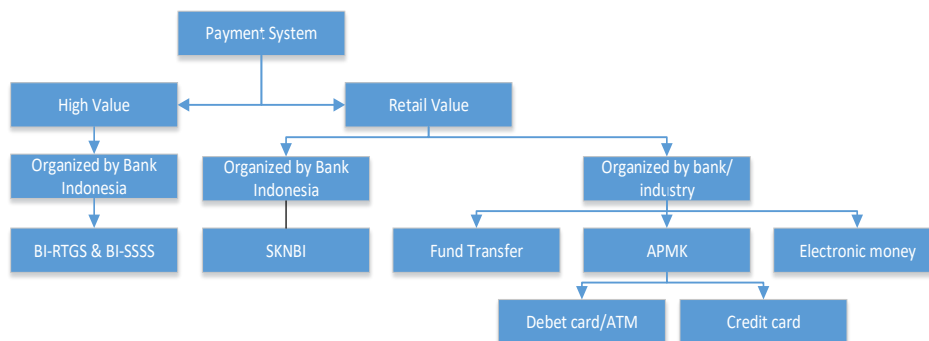 Payment System
High Value
Retail Value
Organized by Bank
Indonesia
Organized by Bank
Indonesia
Organized by bank/
industry
BI-RTGS & BI-SSSS
SKNBI
Fund Transfer
APMK
Electronic money
Debet card/ATM
Credit card